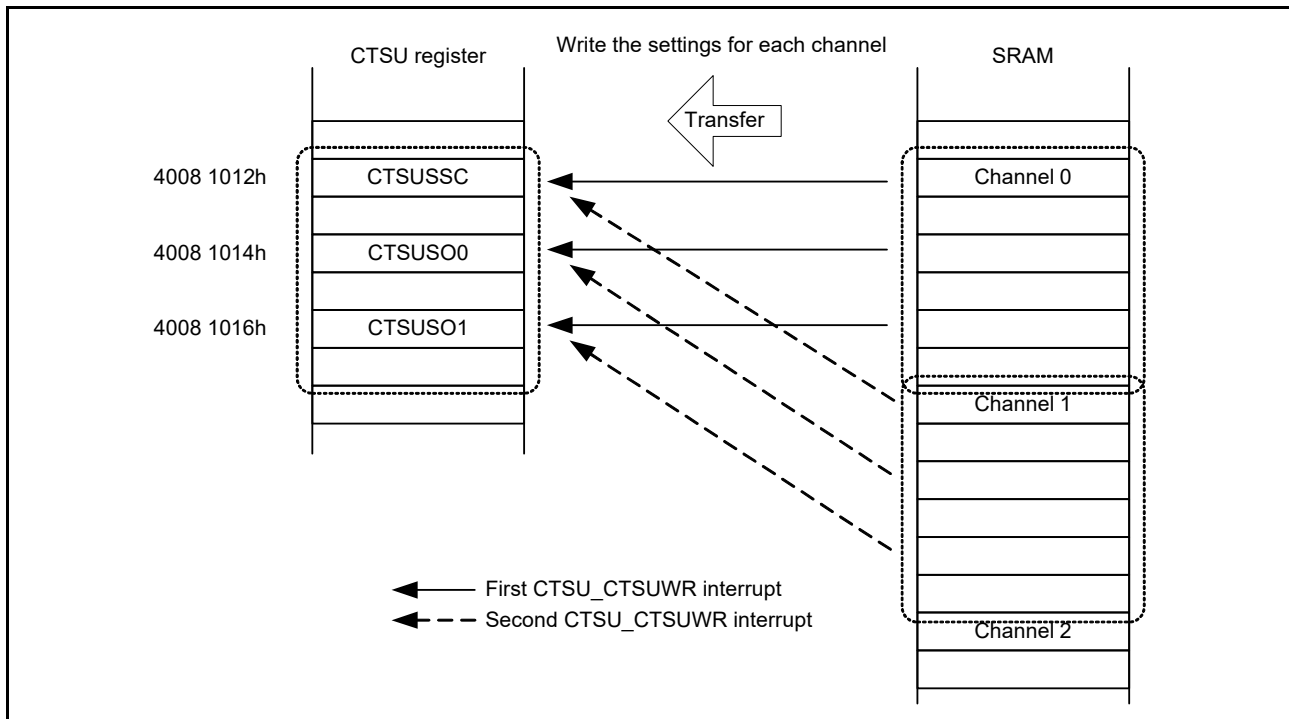 Write the settings for each channel
CTSU register
SRAM
Transfer
4008 1012h
CTSUSSC
Channel 0
4008 1014h
CTSUSO0
4008 1016h
CTSUSO1
Channel 1
First CTSU_CTSUWR interrupt
Second CTSU_CTSUWR interrupt
Channel 2